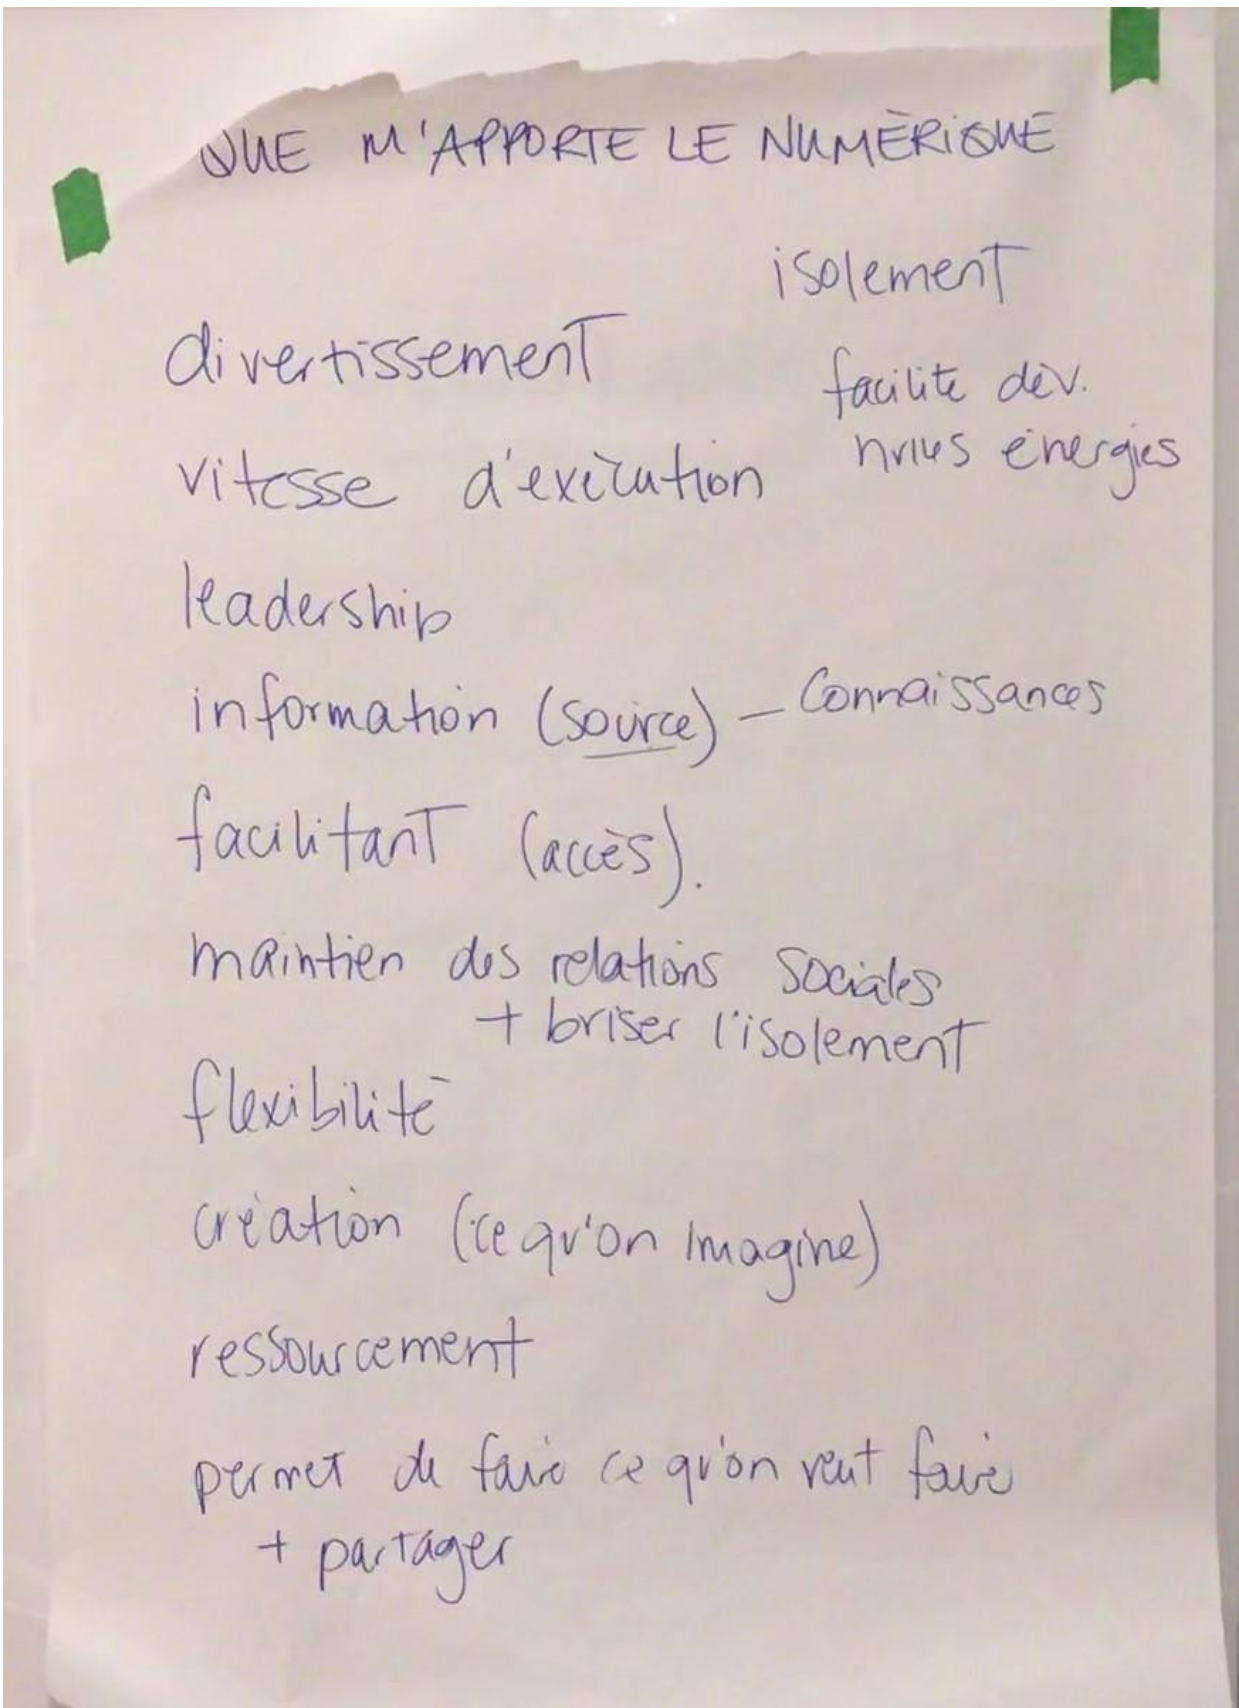 QUE M'APPORTE LE NUMÉRIQUE
isolement
divertissement
facilite dév.
nvlles énergies
vitesse d'exécution
leadership
information (source) – Connaissances
facilitant (accès).
maintien des relations sociales
+ briser l'isolement
flexibilité
création (ce qu'on imagine)
ressourcement
permet de faire ce qu'on veut faire
+ partager